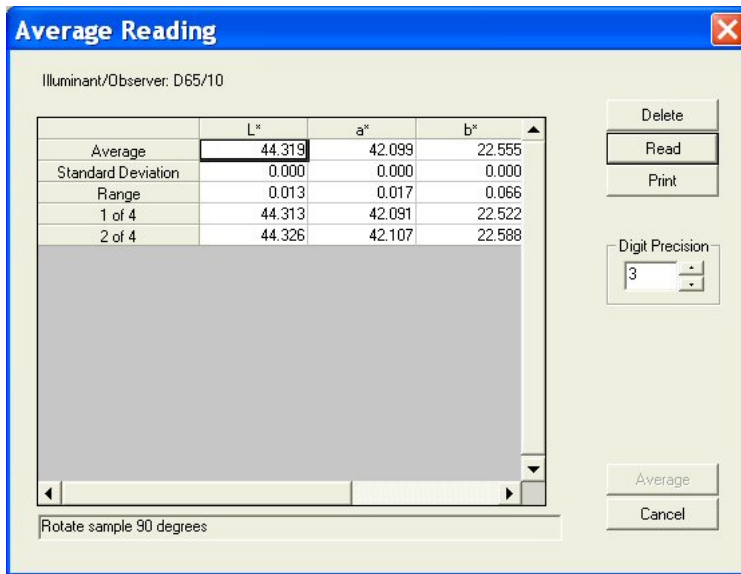 Average Reading
Illuminant/Observer: D65/10
L* a* b*
Average 44.319 42.099 22.555
Standard Deviation 0.000 0.000 0.000
Range 0.013 0.017 0.066
1 of 4 44.313 42.091 22.522
2 of 4 44.326 42.107 22.588
Delete
Read
Print
Digit Precision
3
Average
Cancel
Rotate sample 90 degrees